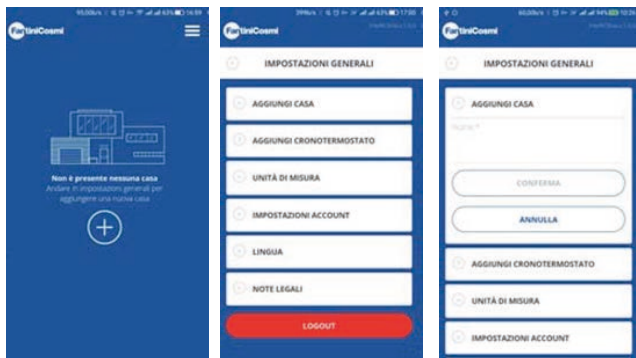 FantiniCosmi
Non è presente nessuna casa
Andare in impostazioni generali per
aggiungere una nuova casa
FantiniCosmi
IMPOSTAZIONI GENERALI
AGGIUNGI CASA
AGGIUNGI CRONOTERMOSTATO
UNITÀ DI MISURA
IMPOSTAZIONI ACCOUNT
LINGUA
NOTE LEGALI
LOGOUT
FantiniCosmi
IMPOSTAZIONI GENERALI
AGGIUNGI CASA
Nome *
CONFERMA
ANNULLA
AGGIUNGI CRONOTERMOSTATO
UNITÀ DI MISURA
IMPOSTAZIONI ACCOUNT